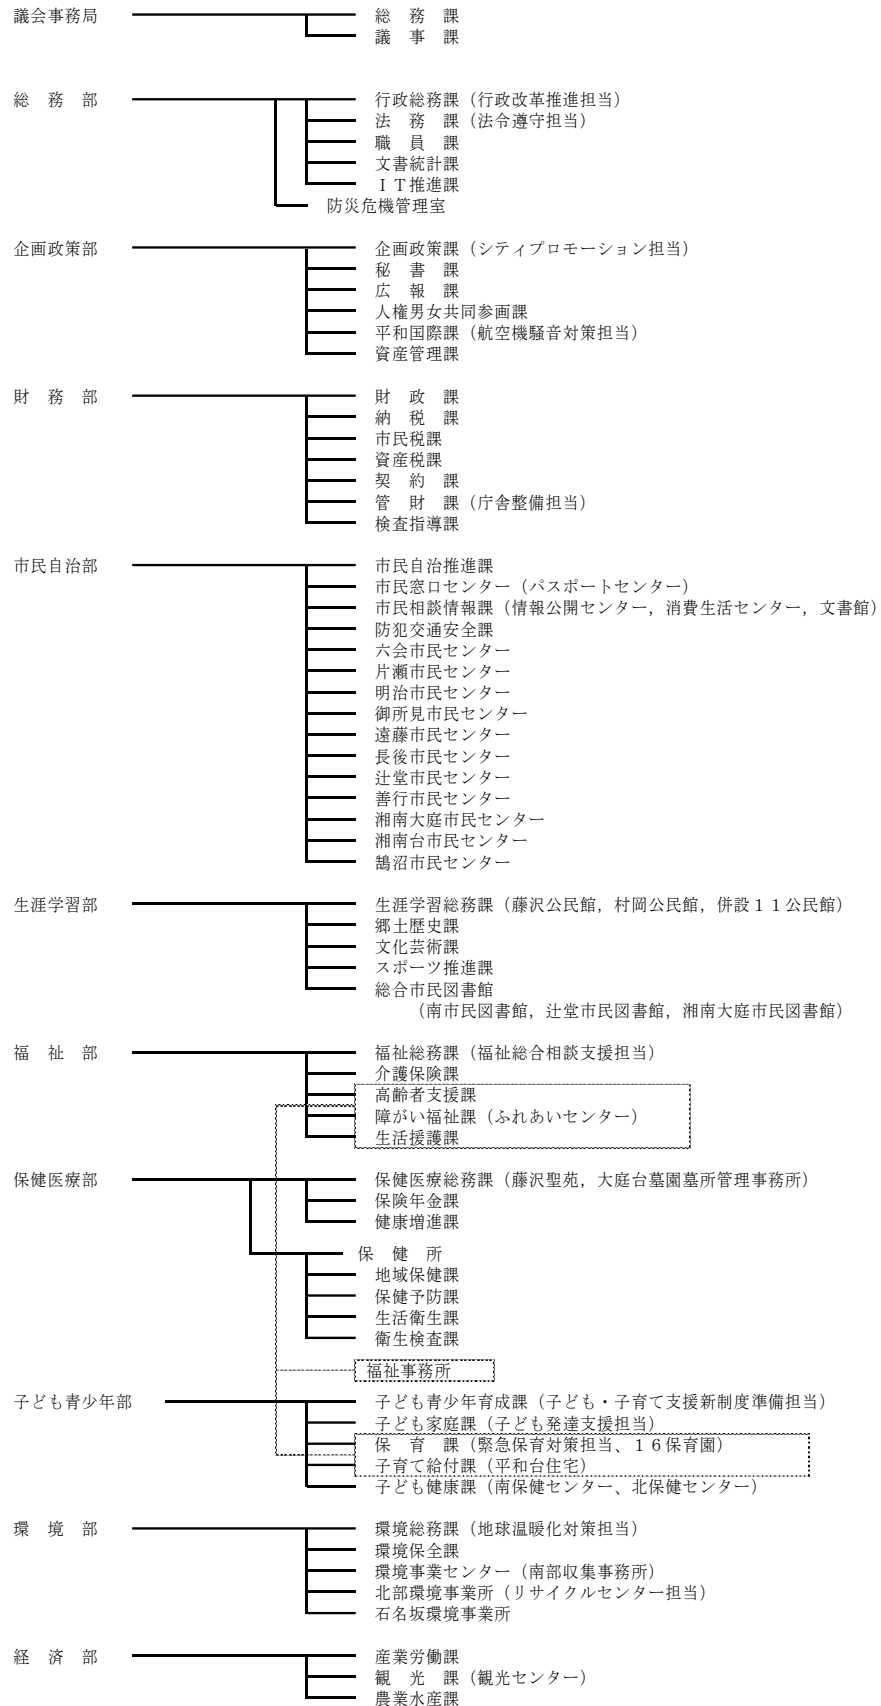 議会事務局 総　務　課
議　事　課
総　務　部 行政総務課（行政改革推進担当）
法　務　課（法令遵守担当）
職　員　課
文書統計課
ＩＴ推進課
防災危機管理室
企画政策部 企画政策課（シティプロモーション担当）
秘　書　課
広　報　課
人権男女共同参画課
平和国際課（航空機騒音対策担当）
資産管理課
財　務　部 財　政　課
納　税　課
市民税課
資産税課
契　約　課
管　財　課（庁舎整備担当）
検査指導課
市民自治部 市民自治推進課
市民窓口センター（パスポートセンター）
市民相談情報課（情報公開センター，消費生活センター，文書館）
防犯交通安全課
六会市民センター
片瀬市民センター
明治市民センター
御所見市民センター
遠藤市民センター
長後市民センター
辻堂市民センター
善行市民センター
湘南大庭市民センター
湘南台市民センター
鵠沼市民センター
生涯学習部 生涯学習総務課（藤沢公民館，村岡公民館，併設１１公民館）
郷土歴史課
文化芸術課
スポーツ推進課
総合市民図書館
（南市民図書館，辻堂市民図書館，湘南大庭市民図書館）
福　祉　部 福祉総務課（福祉総合相談支援担当）
介護保険課
高齢者支援課
障がい福祉課（ふれあいセンター）
生活援護課
保健医療部 保健医療総務課（藤沢聖苑，大庭台墓園墓所管理事務所）
保険年金課
健康増進課
保　健　所
地域保健課
保健予防課
生活衛生課
衛生検査課
福祉事務所
子ども青少年部 子ども青少年育成課（子ども・子育て支援新制度準備担当）
子ども家庭課（子ども発達支援担当）
保　育　課（緊急保育対策担当、１６保育園）
子育て給付課（平和台住宅）
子ども健康課（南保健センター、北保健センター）
環　境　部 環境総務課（地球温暖化対策担当）
環境保全課
環境事業センター（南部収集事務所）
北部環境事業所（リサイクルセンター担当）
石名坂環境事業所
経　済　部 産業労働課
観　光　課（観光センター）
農業水産課